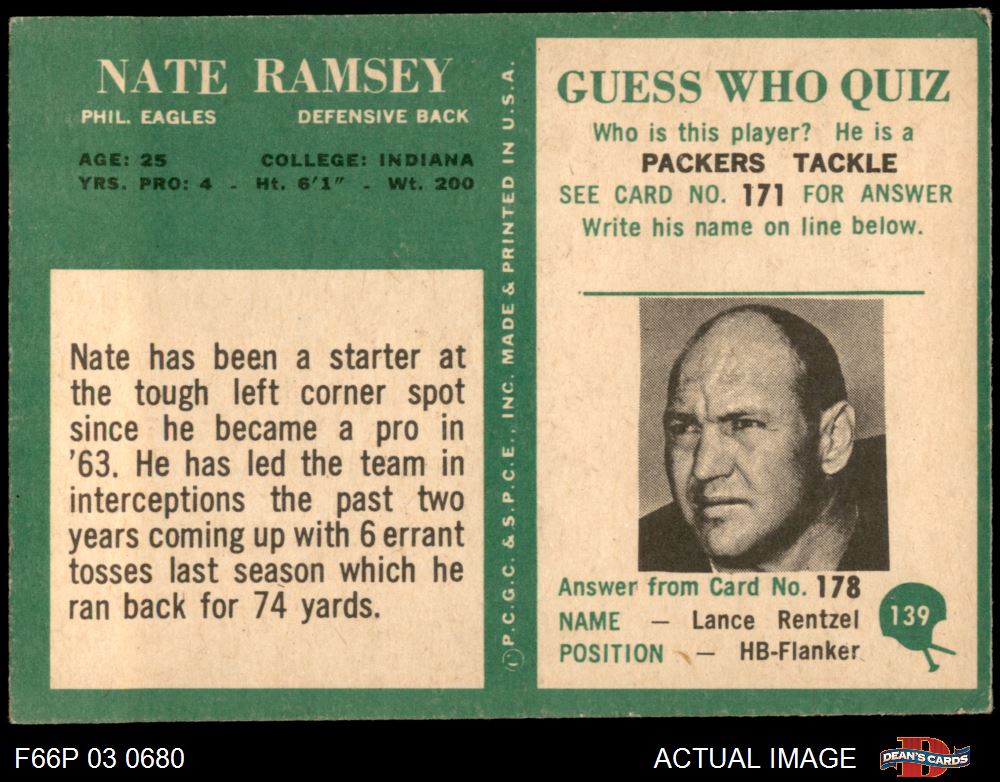 NATE RAMSEY
PHIL. EAGLES DEFENSIVE BACK
AGE: 25 COLLEGE: INDIANA
YRS. PRO: 4 - Ht. 6'1" - Wt. 200
Nate has been a starter at
the tough left corner spot
since he became a pro in
'63. He has led the team in
interceptions the past two
years coming up with 6 errant
tosses last season which he
ran back for 74 yards.
Ⓒ P.C.G.C. & S.P.C.E., INC. MADE & PRINTED IN U.S.A.
GUESS WHO QUIZ
Who is this player? He is a
PACKERS TACKLE
SEE CARD NO. 171 FOR ANSWER
Write his name on line below.
Answer from Card No. 178
NAME — Lance Rentzel
POSITION — HB-Flanker
139
F66P 03 0680
ACTUAL IMAGE
DEAN'S CARDS